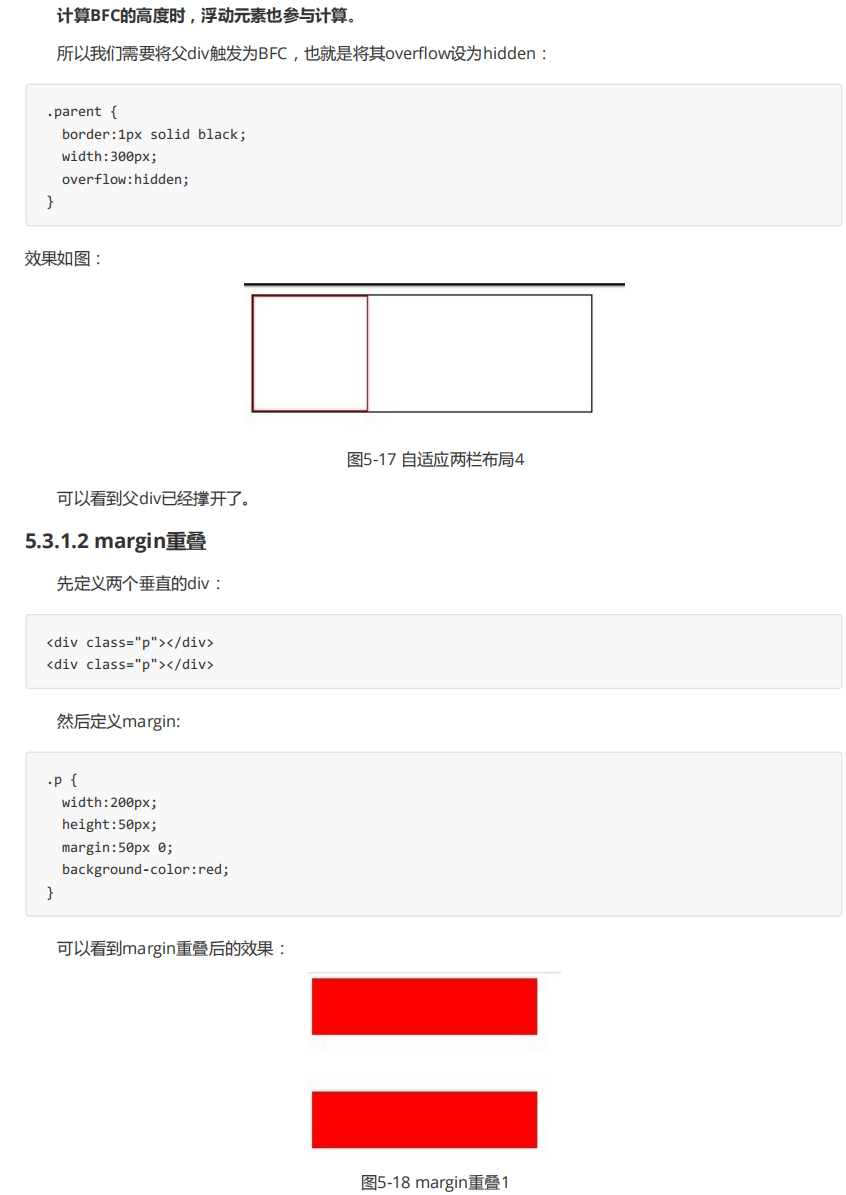 计算BFC的高度时，浮动元素也参与计算。
所以我们需要将父div触发为BFC，也就是将其overflow设为hidden：
.parent {
  border:1px solid black;
  width:300px;
  overflow:hidden;
}
效果如图：
图5-17 自适应两栏布局4
可以看到父div已经撑开了。
5.3.1.2 margin重叠
先定义两个垂直的div：
<div class="p"></div>
<div class="p"></div>
然后定义margin:
.p {
  width:200px;
  height:50px;
  margin:50px 0;
  background-color:red;
}
可以看到margin重叠后的效果：
图5-18 margin重叠1